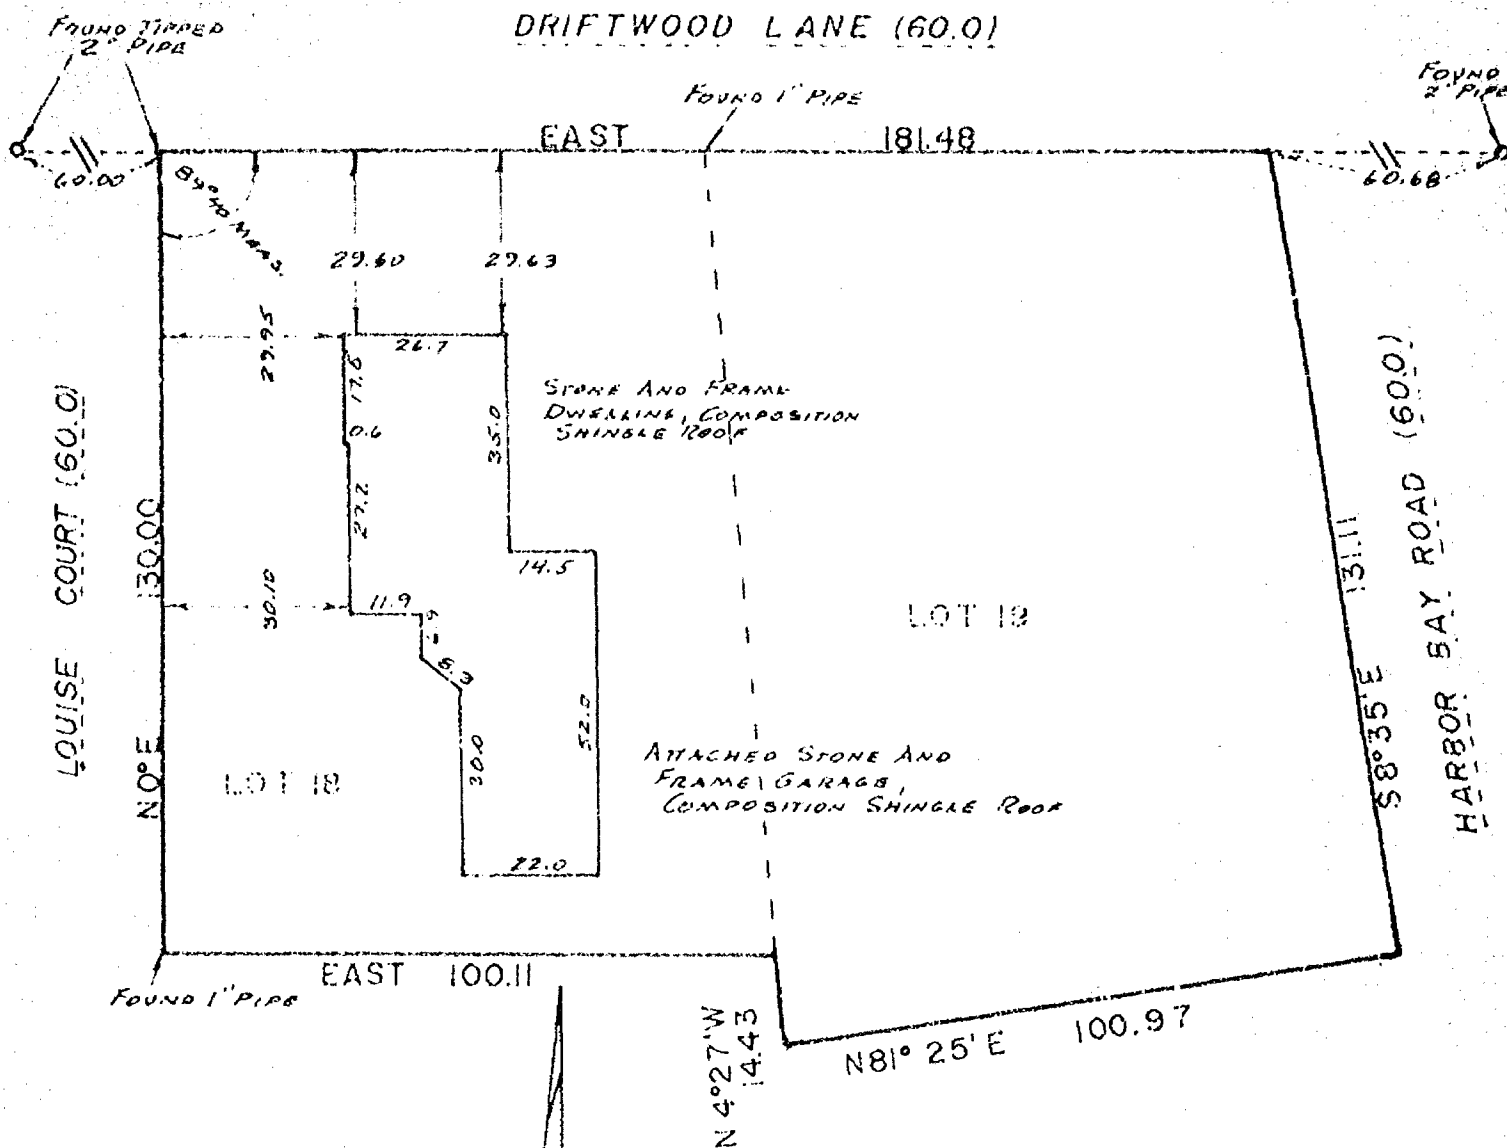 DRIFTWOOD LANE (60.0)
FOUND TIPPED
2" PIPE
FOUND 1" PIPE
FOUND
2" PIPE
EAST 181.48
60.00
60.68
89°40' MEAS.
29.60
29.63
29.95
26.7
17.8
0.6
35.0
STONE AND FRAME
DWELLING, COMPOSITION
SHINGLE ROOF
LOUISE COURT (60.0)
N0°E 130.00
27.2
14.5
30.10
11.9
8.3
LOT 19
131.11
S8°35'E
HARBOR BAY ROAD (60.0)
52.0
30.0
LOT 18
ATTACHED STONE AND
FRAME GARAGE,
COMPOSITION SHINGLE ROOF
22.0
EAST 100.11
FOUND 1" PIPE
N4°27'W
14.43
N81°25'E 100.97